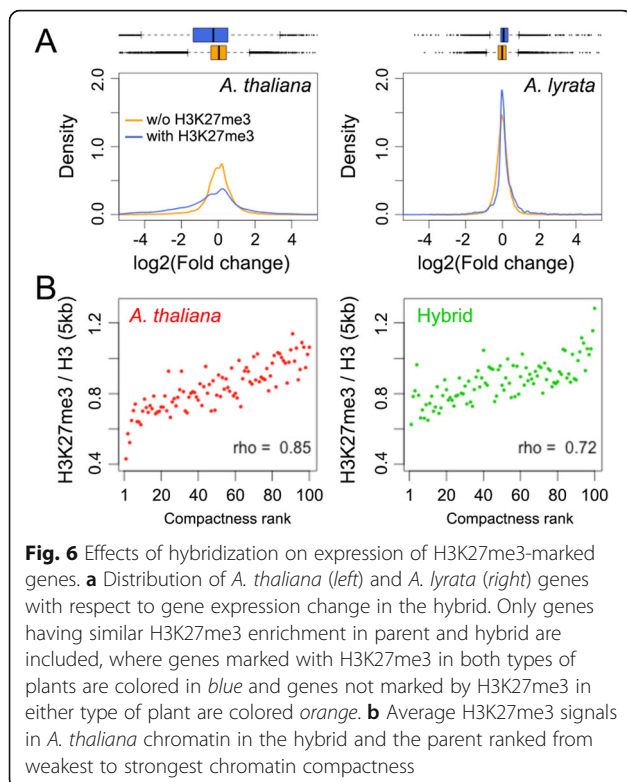 A
A. thaliana
A. lyrata
w/o H3K27me3
with H3K27me3
Density
2.0
1.0
0.0
-4 -2 0 2 4
log2(Fold change)
Density
2.0
1.0
0.0
-4 -2 0 2 4
log2(Fold change)
B
A. thaliana
H3K27me3 / H3 (5kb)
1.2
0.8
0.4
rho = 0.85
1 20 40 60 80 100
Compactness rank
Hybrid
H3K27me3 / H3 (5kb)
1.2
0.8
0.4
rho = 0.72
1 20 40 60 80 100
Compactness rank
Fig. 6 Effects of hybridization on expression of H3K27me3-marked
genes. a Distribution of A. thaliana (left) and A. lyrata (right) genes
with respect to gene expression change in the hybrid. Only genes
having similar H3K27me3 enrichment in parent and hybrid are
included, where genes marked with H3K27me3 in both types of
plants are colored in blue and genes not marked by H3K27me3 in
either type of plant are colored orange. b Average H3K27me3 signals
in A. thaliana chromatin in the hybrid and the parent ranked from
weakest to strongest chromatin compactness